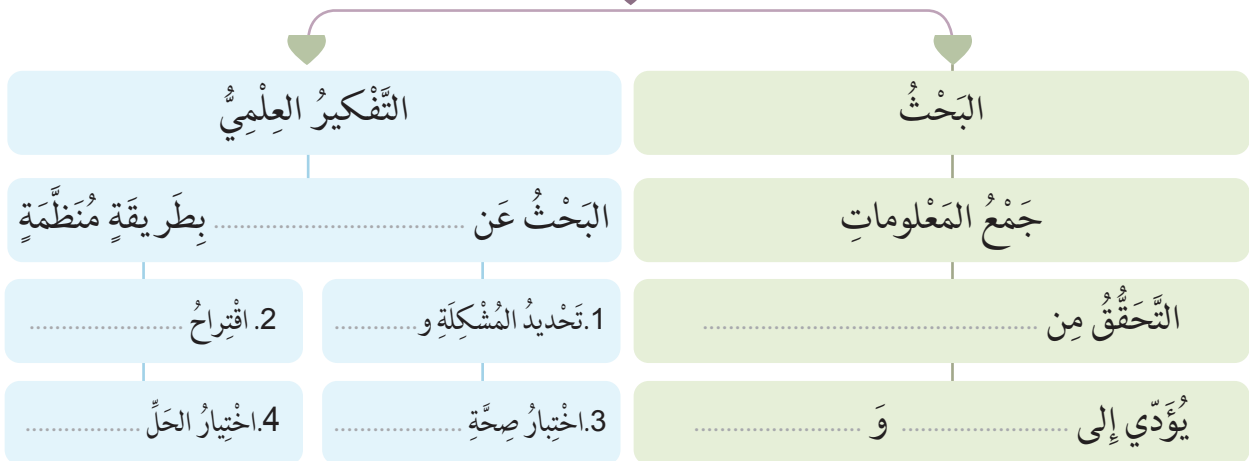 البَحْثُ
التَّفْكيرُ العِلْمِيُّ
جَمْعُ المَعْلوماتِ
البَحْثُ عَن ........................................ بِطَريقَةٍ مُنَظَّمَةٍ
التَّحَقُّقُ مِن ....................................................
1.تَحْديدُ المُشْكِلَةِ و.............
2. اقْتِراحُ ........................
يُؤَدّي إِلى .......................... وَ ..........................
3.اخْتِبارُ صِحَّةِ ........................
4.اخْتِيارُ الحَلِّ ......................